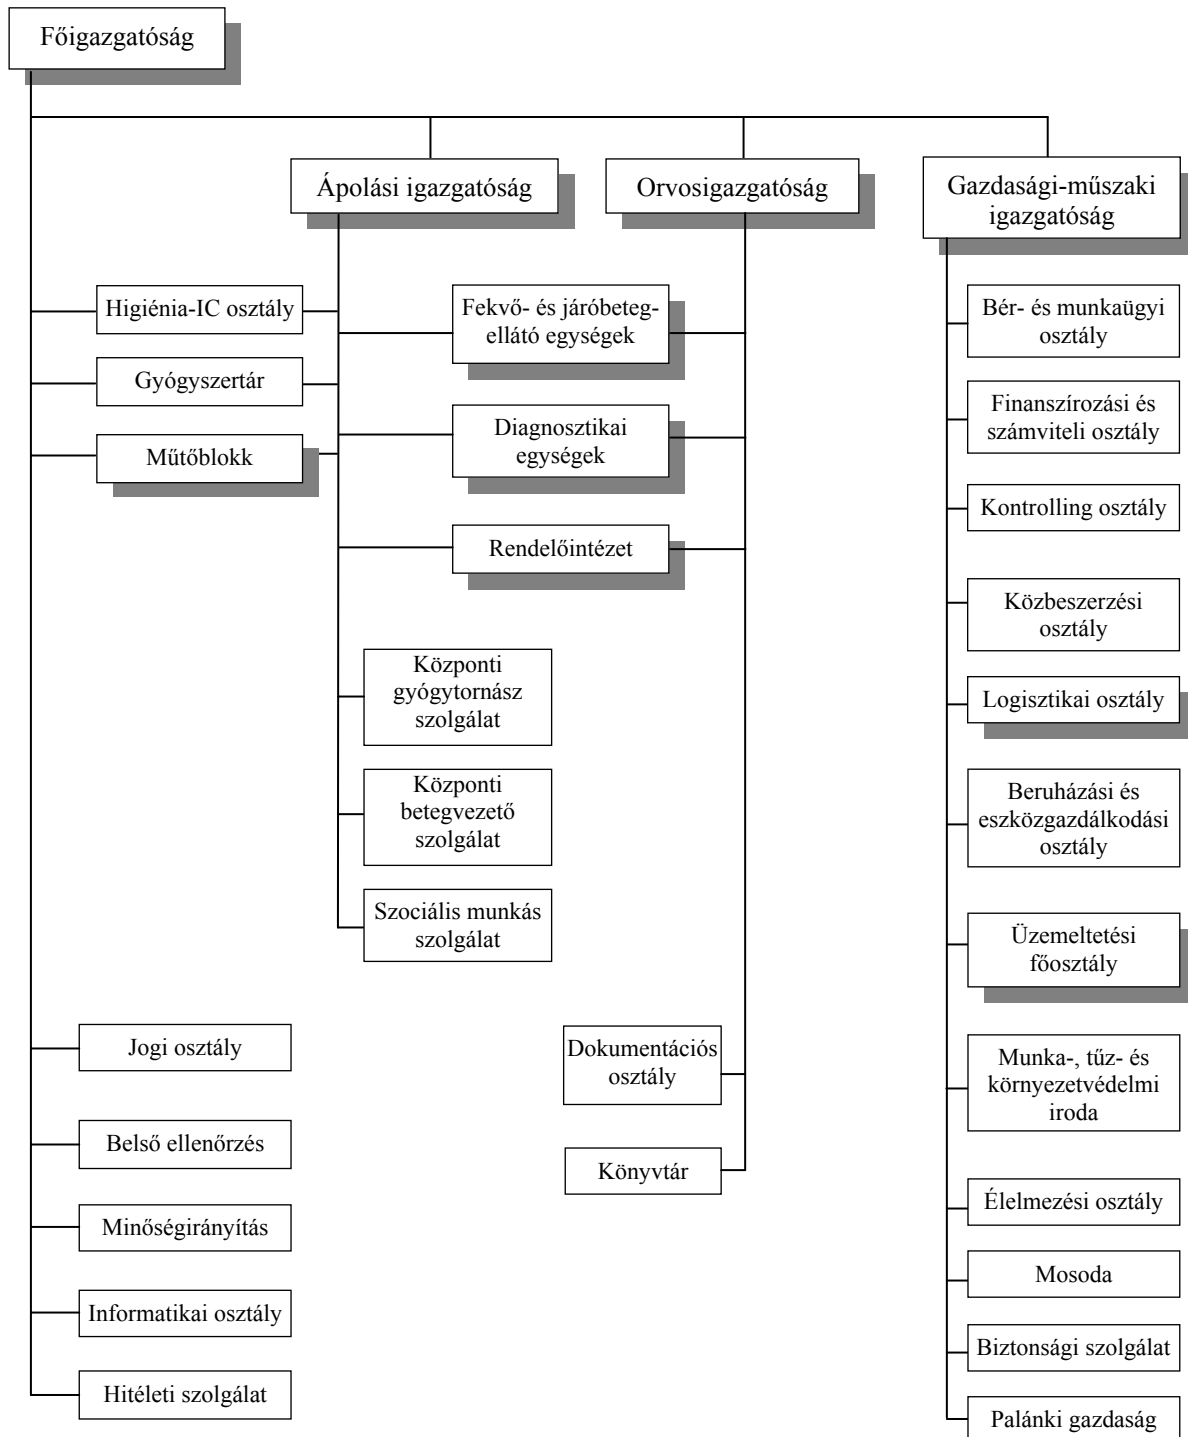 Főigazgatóság
Ápolási igazgatóság
Orvosigazgatóság
Gazdasági-műszaki
igazgatóság
Higiénia-IC osztály
Gyógyszertár
Műtőblokk
Fekvő- és járóbeteg-
ellátó egységek
Diagnosztikai
egységek
Rendelőintézet
Központi
gyógytornász
szolgálat
Központi
betegvezető
szolgálat
Szociális munkás
szolgálat
Jogi osztály
Belső ellenőrzés
Minőségirányítás
Informatikai osztály
Hitéleti szolgálat
Dokumentációs
osztály
Könyvtár
Bér- és munkaügyi
osztály
Finanszírozási és
számviteli osztály
Kontrolling osztály
Közbeszerzési
osztály
Logisztikai osztály
Beruházási és
eszközgazdálkodási
osztály
Üzemeltetési
főosztály
Munka-, tűz- és
környezetvédelmi
iroda
Élelmezési osztály
Mosoda
Biztonsági szolgálat
Palánki gazdaság